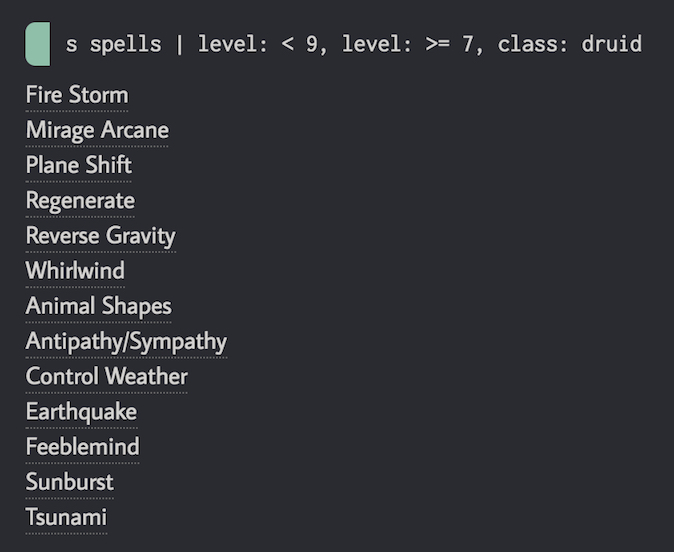 s spells | level: < 9, level: >= 7, class: druid
Fire Storm
Mirage Arcane
Plane Shift
Regenerate
Reverse Gravity
Whirlwind
Animal Shapes
Antipathy/Sympathy
Control Weather
Earthquake
Feeblemind
Sunburst
Tsunami